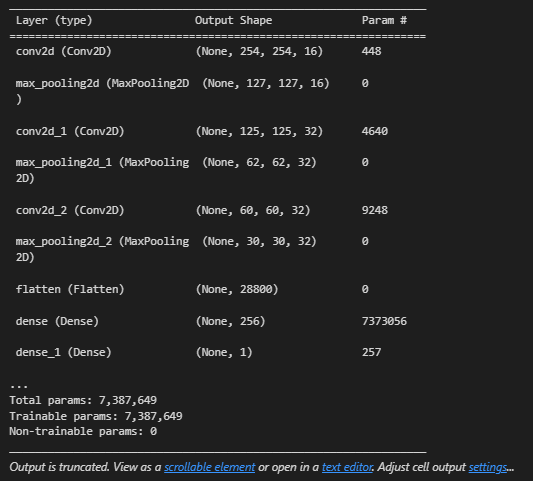 Layer (type) Output Shape Param #
=================================================================
conv2d (Conv2D) (None, 254, 254, 16) 448
max_pooling2d (MaxPooling2D (None, 127, 127, 16) 0
)
conv2d_1 (Conv2D) (None, 125, 125, 32) 4640
max_pooling2d_1 (MaxPooling (None, 62, 62, 32) 0
2D)
conv2d_2 (Conv2D) (None, 60, 60, 32) 9248
max_pooling2d_2 (MaxPooling (None, 30, 30, 32) 0
2D)
flatten (Flatten) (None, 28800) 0
dense (Dense) (None, 256) 7373056
dense_1 (Dense) (None, 1) 257
...
Total params: 7,387,649
Trainable params: 7,387,649
Non-trainable params: 0
Output is truncated. View as a scrollable element or open in a text editor. Adjust cell output settings...